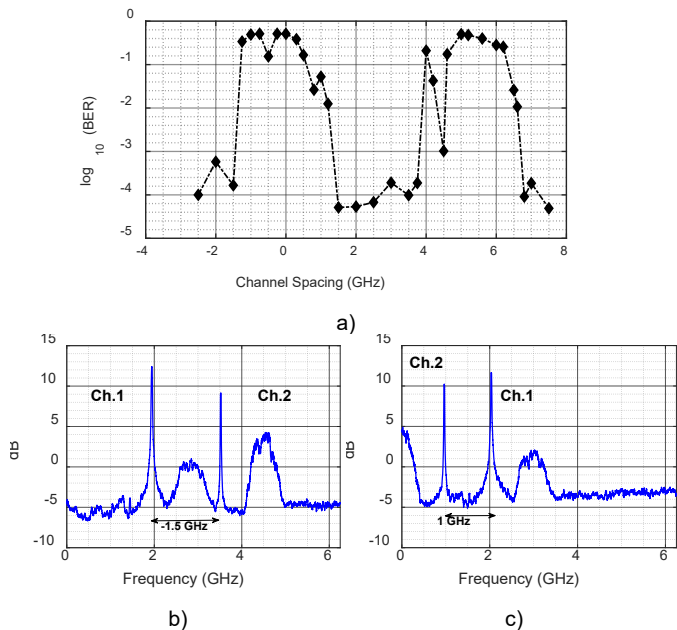 0
-1
-2
-3
-4
-5
log 10 (BER)
-4 -2 0 2 4 6 8
Channel Spacing (GHz)
a)
15
10
5
0
-5
-10
dB
Ch.1
Ch.2
-1.5 GHz
0 2 4 6
Frequency (GHz)
b)
15
10
5
0
-5
-10
dB
Ch.2
Ch.1
1 GHz
0 2 4 6
Frequency (GHz)
c)